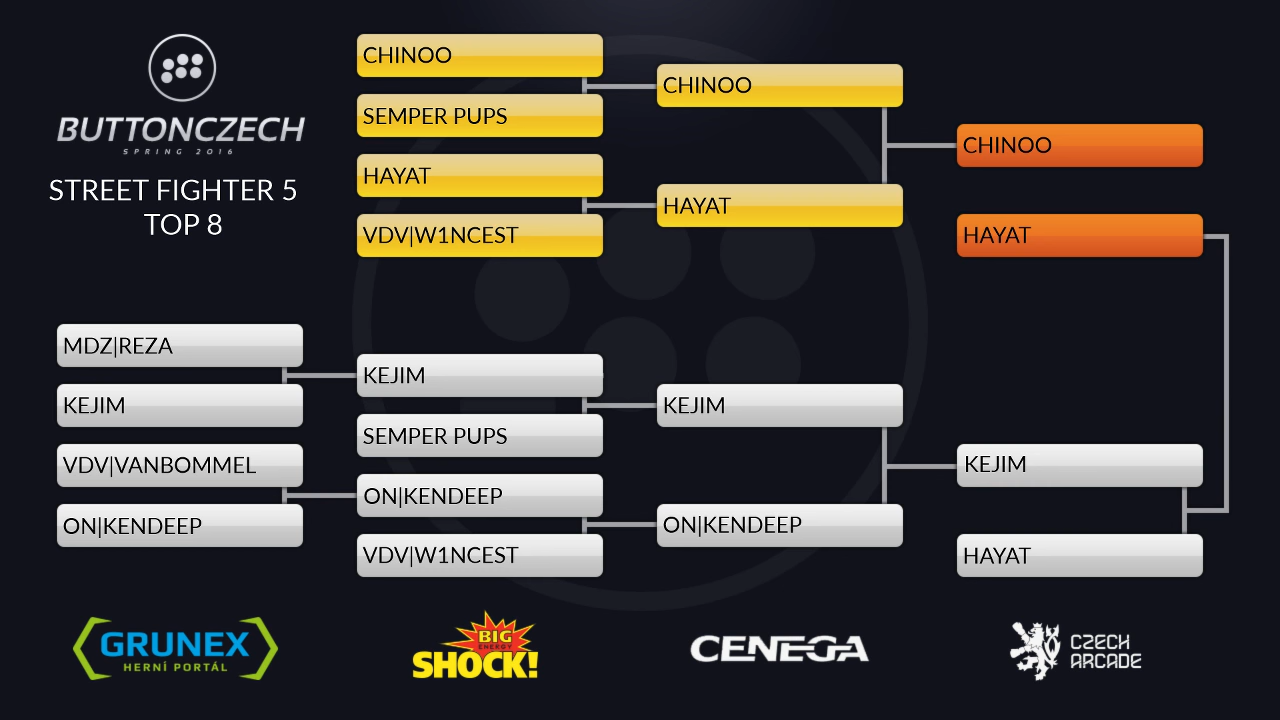 BUTTONCZECH
SPRING 2016
STREET FIGHTER 5
TOP 8
CHINOO
SEMPER PUPS
HAYAT
VDV|W1NCEST
CHINOO
HAYAT
CHINOO
HAYAT
MDZ|REZA
KEJIM
VDV|VANBOMMEL
ON|KENDEEP
KEJIM
SEMPER PUPS
ON|KENDEEP
VDV|W1NCEST
KEJIM
ON|KENDEEP
KEJIM
HAYAT
GRUNEX
HERNÍ PORTÁL
BIG
ENERGY
SHOCK!
CENEGA
CZECH
ARCADE